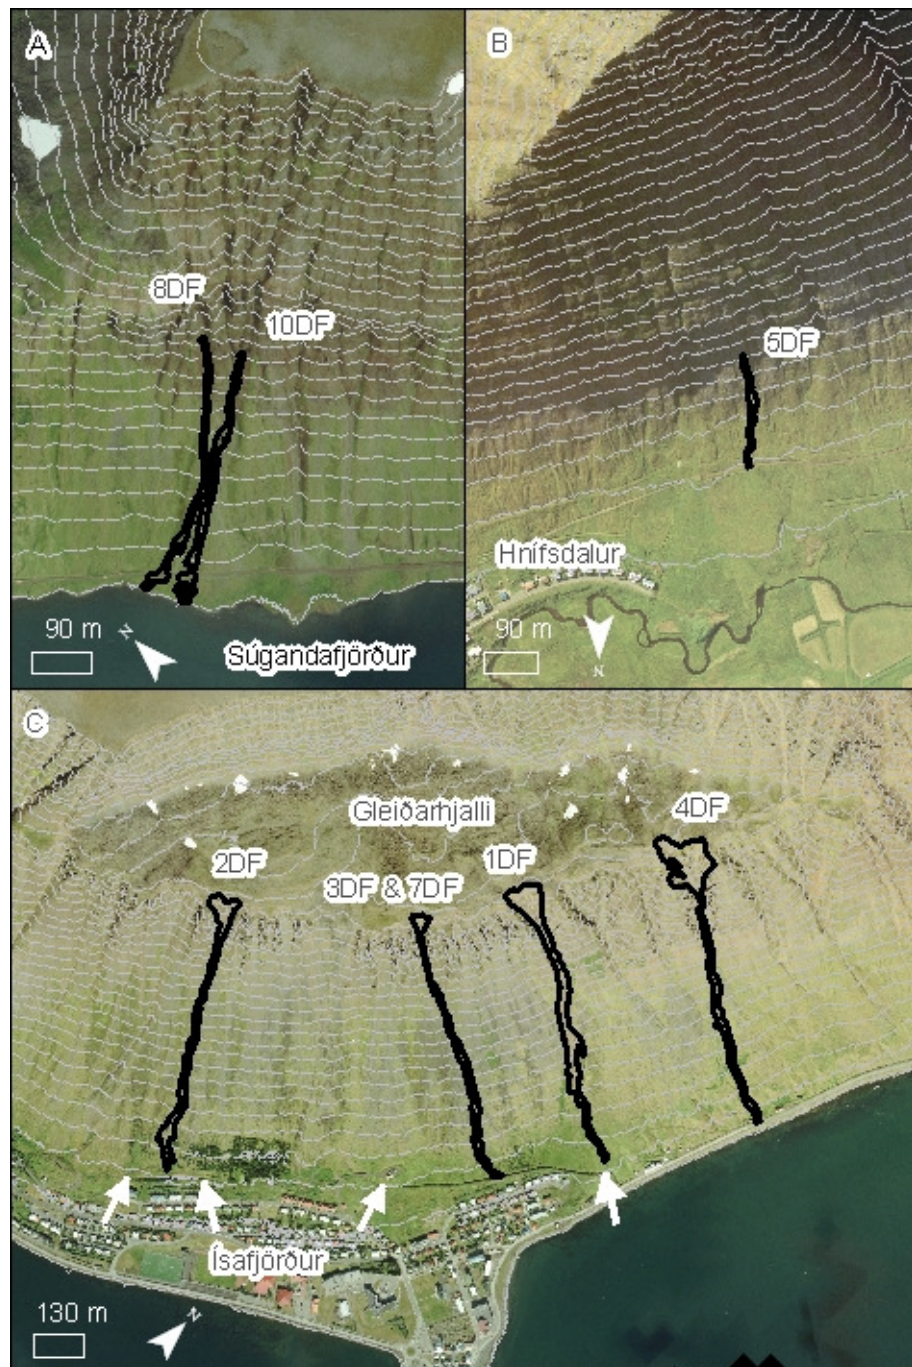 A
8DF
10DF
90 m
N
Súgandafjörður
B
5DF
Hnífsdalur
90 m
N
C
Gleiðarhjalli
4DF
2DF
1DF
3DF & 7DF
Ísafjörður
130 m
N